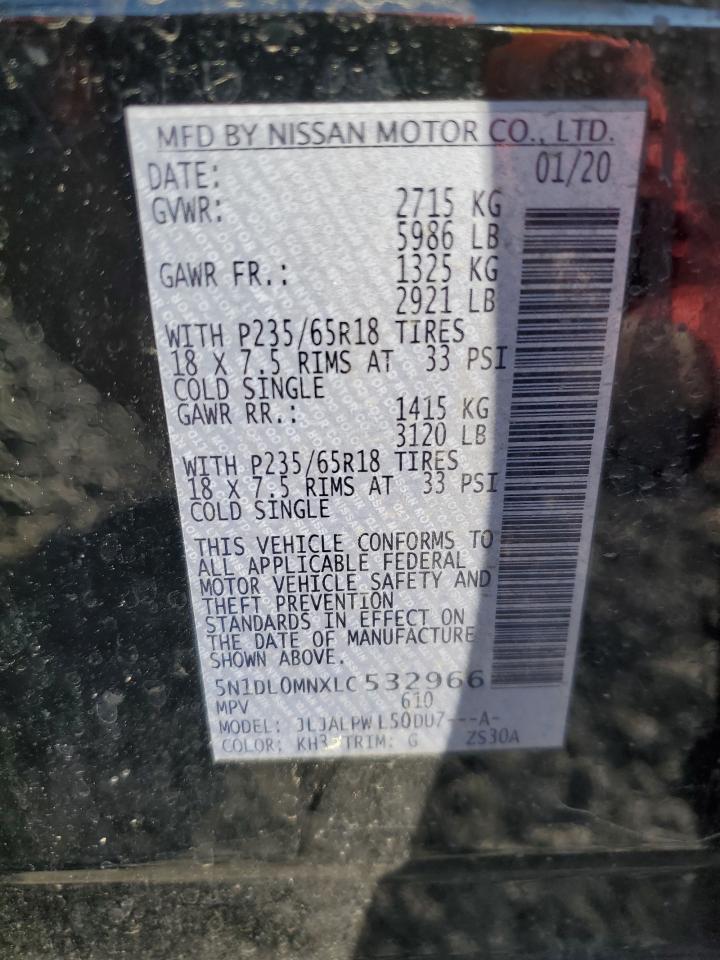 MFD BY NISSAN MOTOR CO., LTD.
DATE: 01/20
GVWR: 2715 KG
5986 LB
GAWR FR.: 1325 KG
2921 LB
WITH P235/65R18 TIRES
18 X 7.5 RIMS AT 33 PSI
COLD SINGLE
GAWR RR.: 1415 KG
3120 LB
WITH P235/65R18 TIRES
18 X 7.5 RIMS AT 33 PSI
COLD SINGLE
THIS VEHICLE CONFORMS TO
ALL APPLICABLE FEDERAL
MOTOR VEHICLE SAFETY AND
THEFT PREVENTION
STANDARDS IN EFFECT ON
THE DATE OF MANUFACTURE
SHOWN ABOVE.
5N1DL0MNXLC532966
MPV 610
MODEL: JLJALPWL50DU7---A-
COLOR: TRIM: G ZS30A